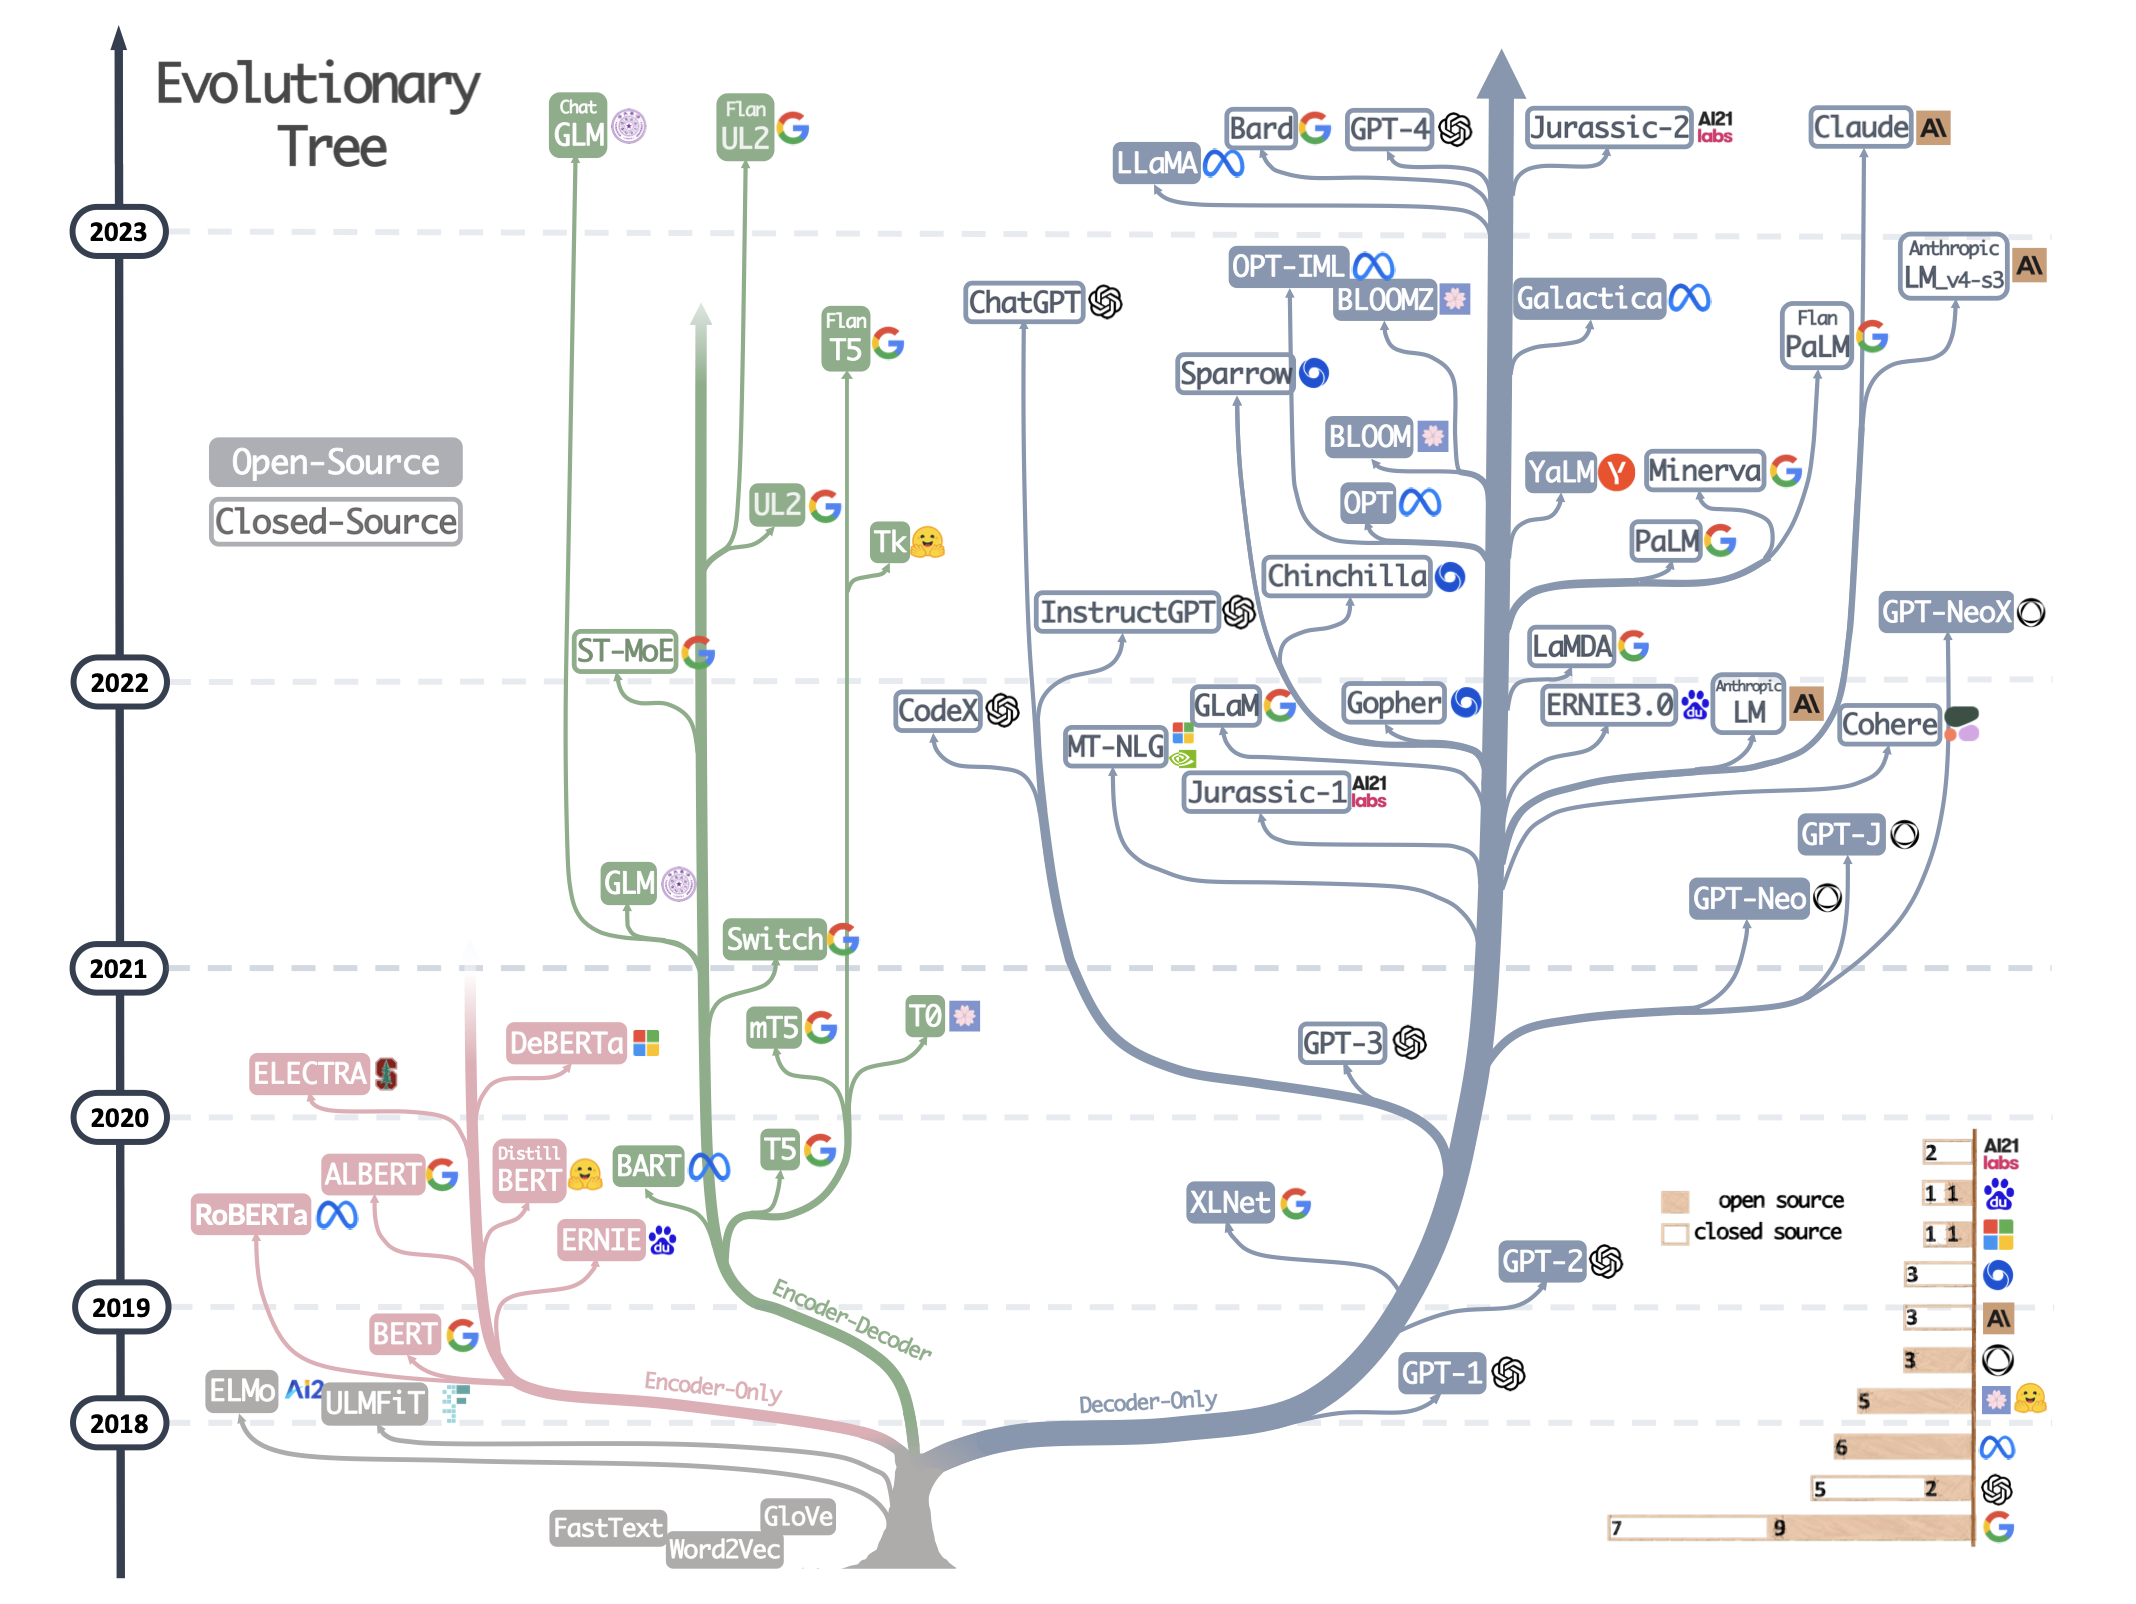 Evolutionary
Tree
Chat
GLM
Flan
UL2
Bard
GPT-4
Jurassic-2
AI21
labs
Claude
A\
LLaMA
2023
OPT-IML
Anthropic
LM_v4-s3
A\
ChatGPT
BLOOMZ
Galactica
Flan
T5
Flan
PaLM
Sparrow
Open-Source
BLOOM
YaLM
Y
Minerva
UL2
OPT
Closed-Source
Tk
PaLM
Chinchilla
InstructGPT
GPT-NeoX
ST-MoE
LaMDA
2022
CodeX
GLaM
Gopher
ERNIE3.0
du
Anthropic
LM
A\
Cohere
MT-NLG
Jurassic-1
AI21
labs
GPT-J
GLM
GPT-Neo
Switch
2021
mT5
T0
DeBERTa
GPT-3
ELECTRA
S
2020
Distill
BERT
BART
T5
ALBERT
RoBERTa
XLNet
ERNIE
du
GPT-2
2019
Encoder-Decoder
BERT
Encoder-Only
Decoder-Only
GPT-1
ELMo
Ai2
ULMFiT
2018
FastText
Word2Vec
GloVe
open source
closed source
2
AI21
labs
1 1
du
1 1
3
3
A\
3
5
6
5 2
7 9